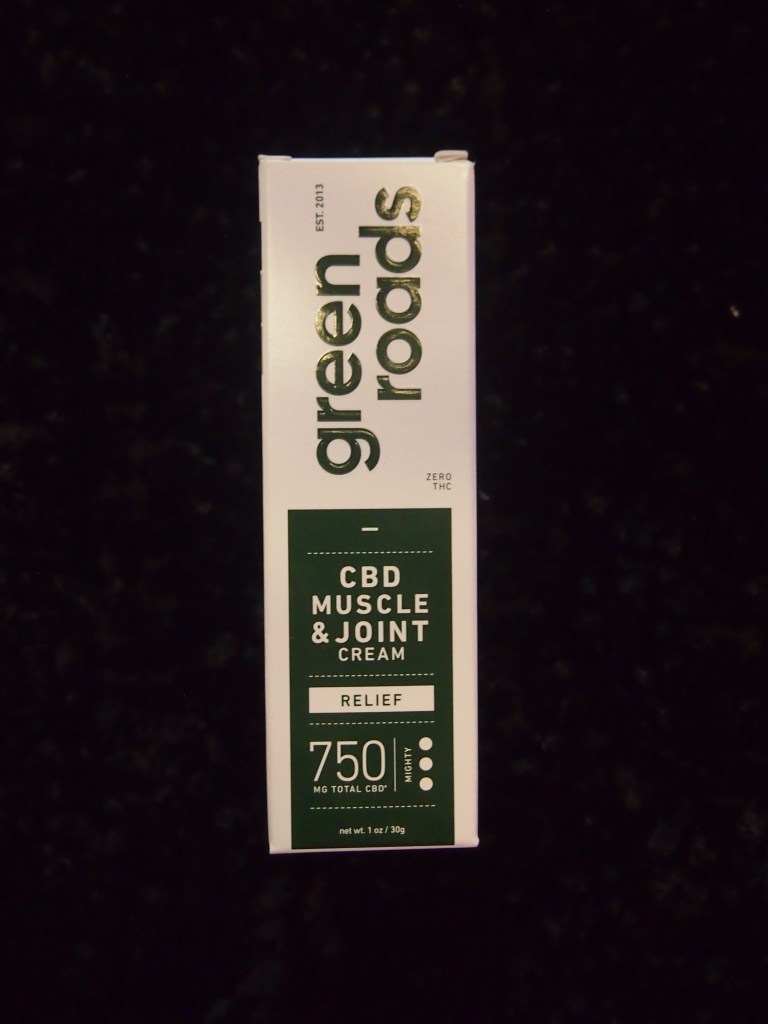 EST. 2013
green
roads
ZERO
THC
CBD
MUSCLE
& JOINT
CREAM
RELIEF
750
MG TOTAL CBD*
MIGHTY
net wt. 1 oz / 30g